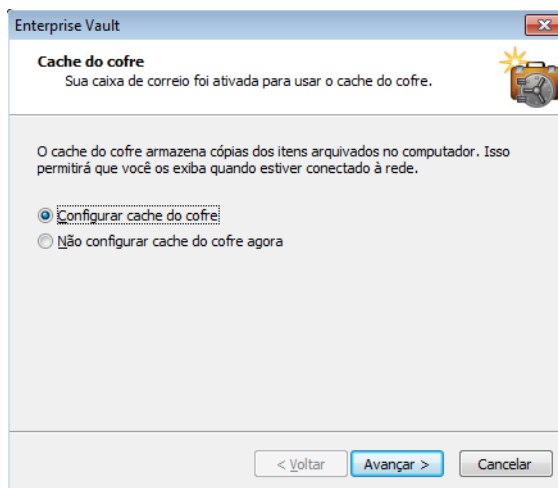 Enterprise Vault
Cache do cofre
Sua caixa de correio foi ativada para usar o cache do cofre.
O cache do cofre armazena cópias dos itens arquivados no computador. Isso
permitirá que você os exiba quando estiver conectado à rede.
Configurar cache do cofre
Não configurar cache do cofre agora
< Voltar
Avançar >
Cancelar